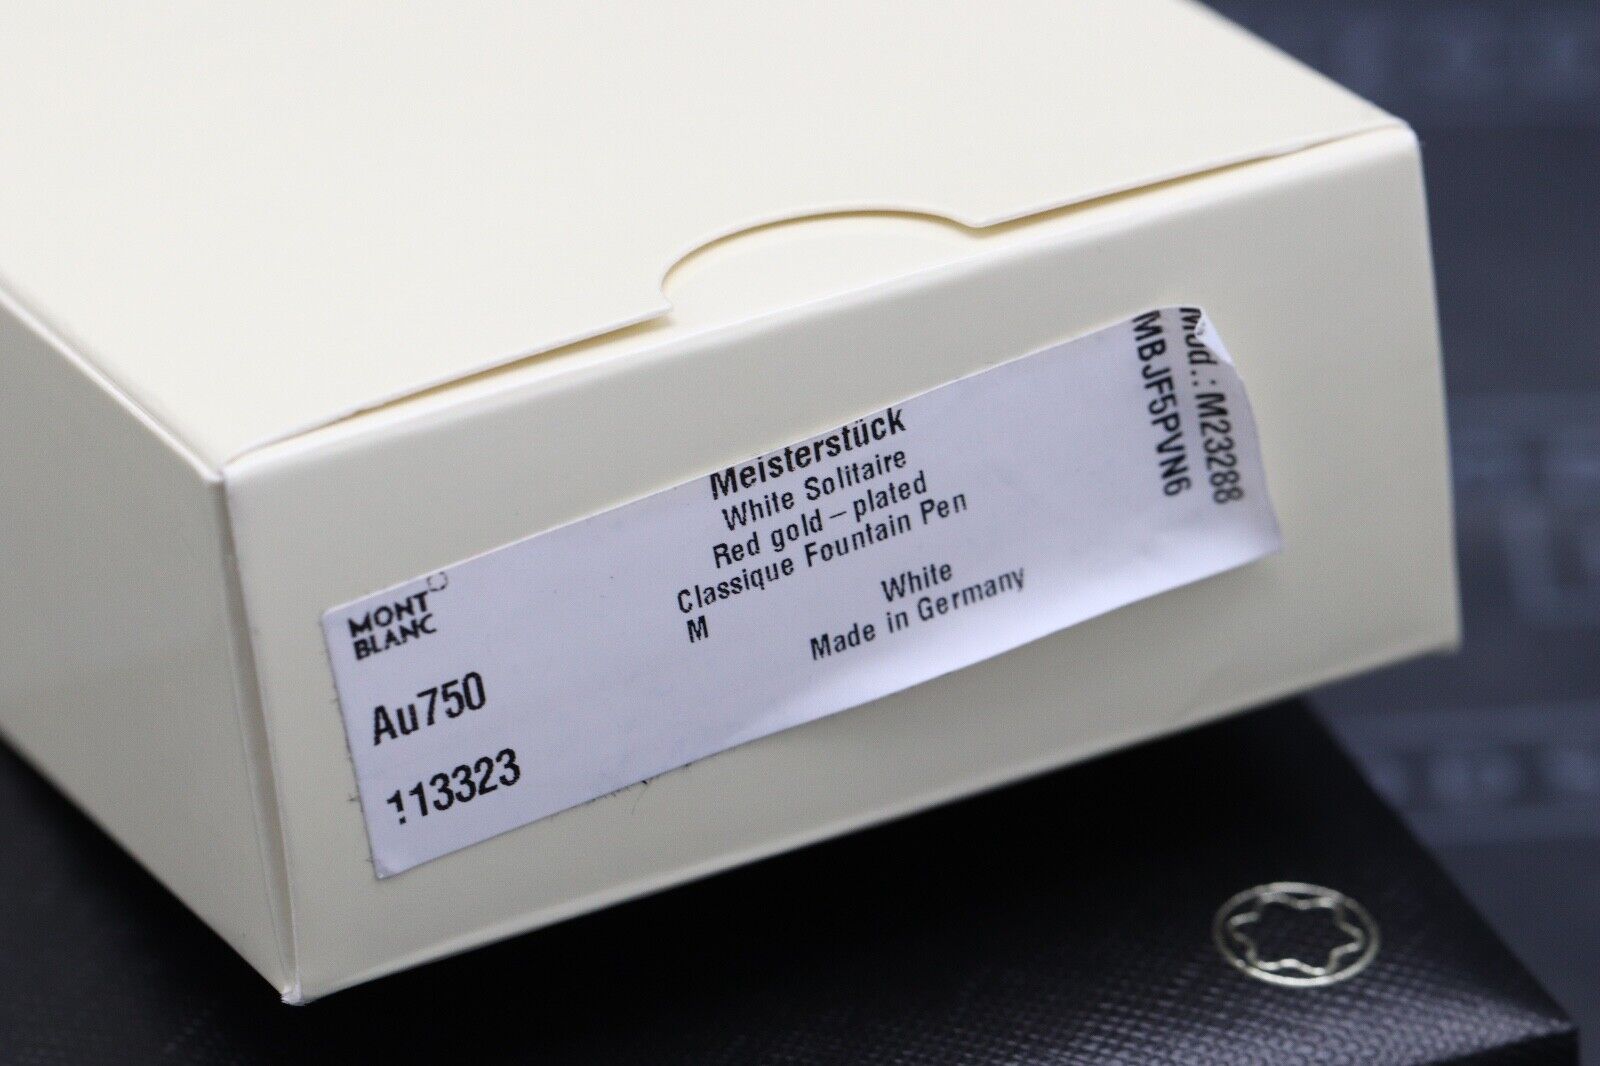 MONT
BLANC
Au750
113323
Meisterstück
White Solitaire
Red gold-plated
Classique Fountain Pen
M
White
Made in Germany
Mod.: M23288
MBJF5PVN6